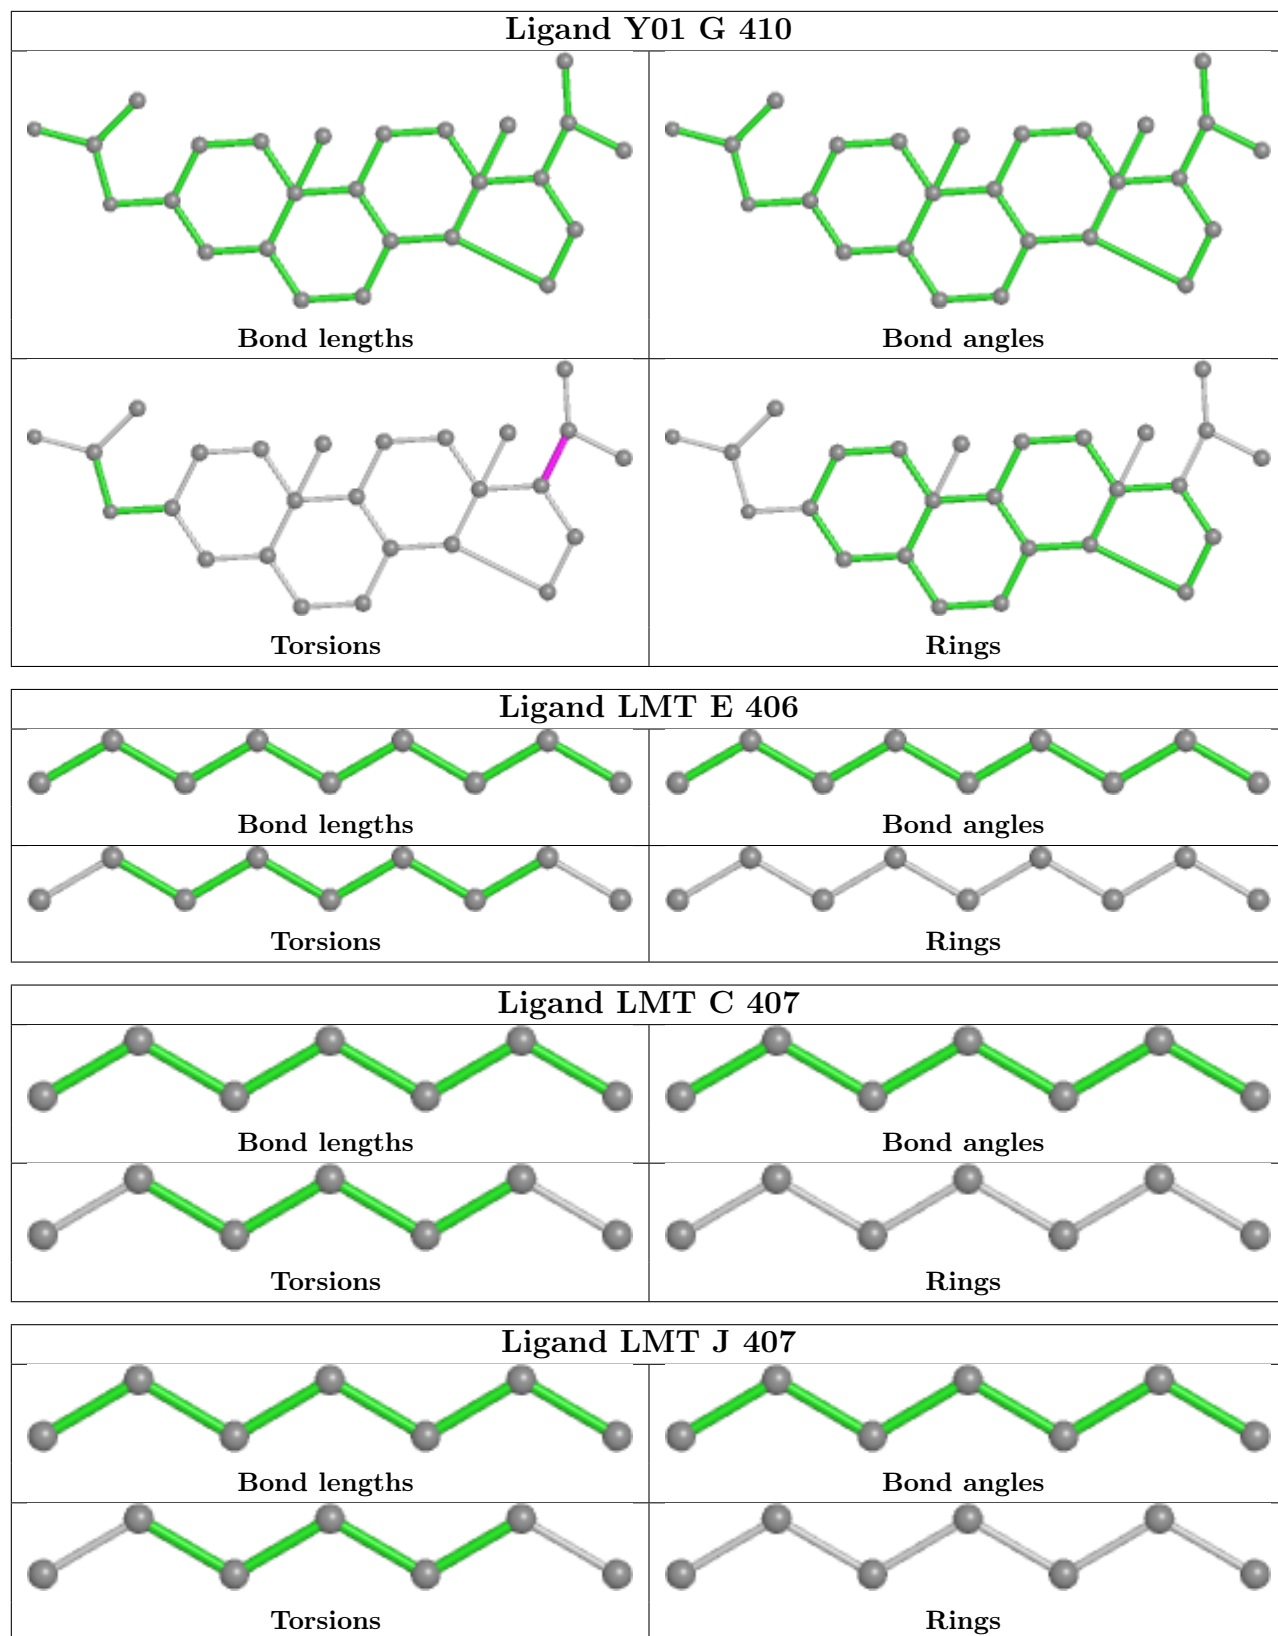 Ligand Y01 G 410
Bond lengths
Bond angles
Torsions
Rings
Ligand LMT E 406
Bond lengths
Bond angles
Torsions
Rings
Ligand LMT C 407
Bond lengths
Bond angles
Torsions
Rings
Ligand LMT J 407
Bond lengths
Bond angles
Torsions
Rings